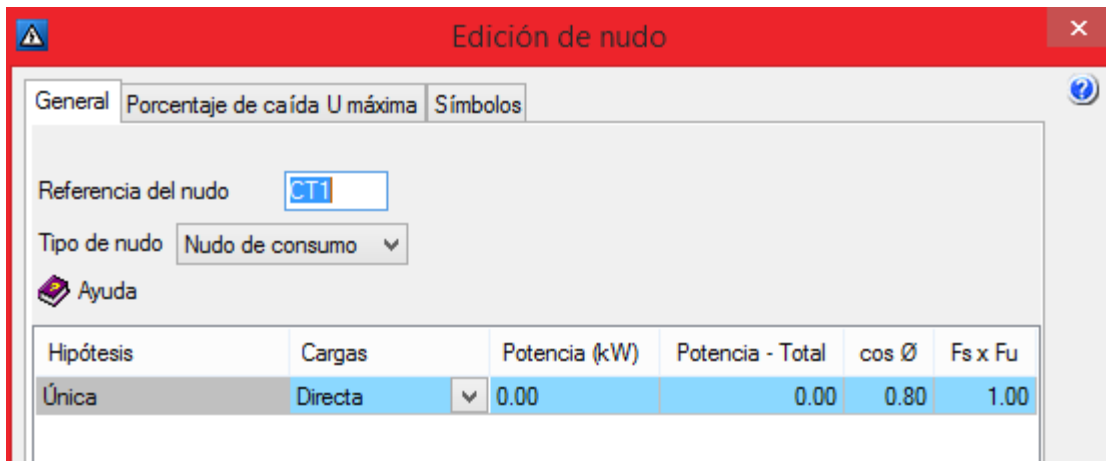 Edición de nudo
General Porcentaje de caída U máxima Símbolos
Referencia del nudo CT1
Tipo de nudo Nudo de consumo
Ayuda
Hipótesis Cargas Potencia (kW) Potencia - Total cos Ø Fs x Fu
Única Directa 0.00 0.00 0.80 1.00